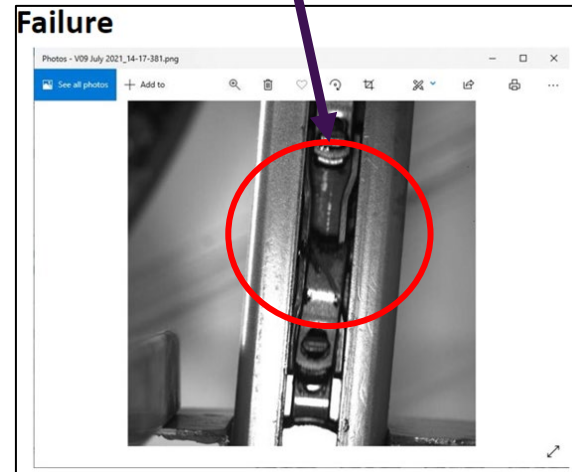 Failure
Photos - V09 July 2021_14-17-381.png
See all photos
Add to